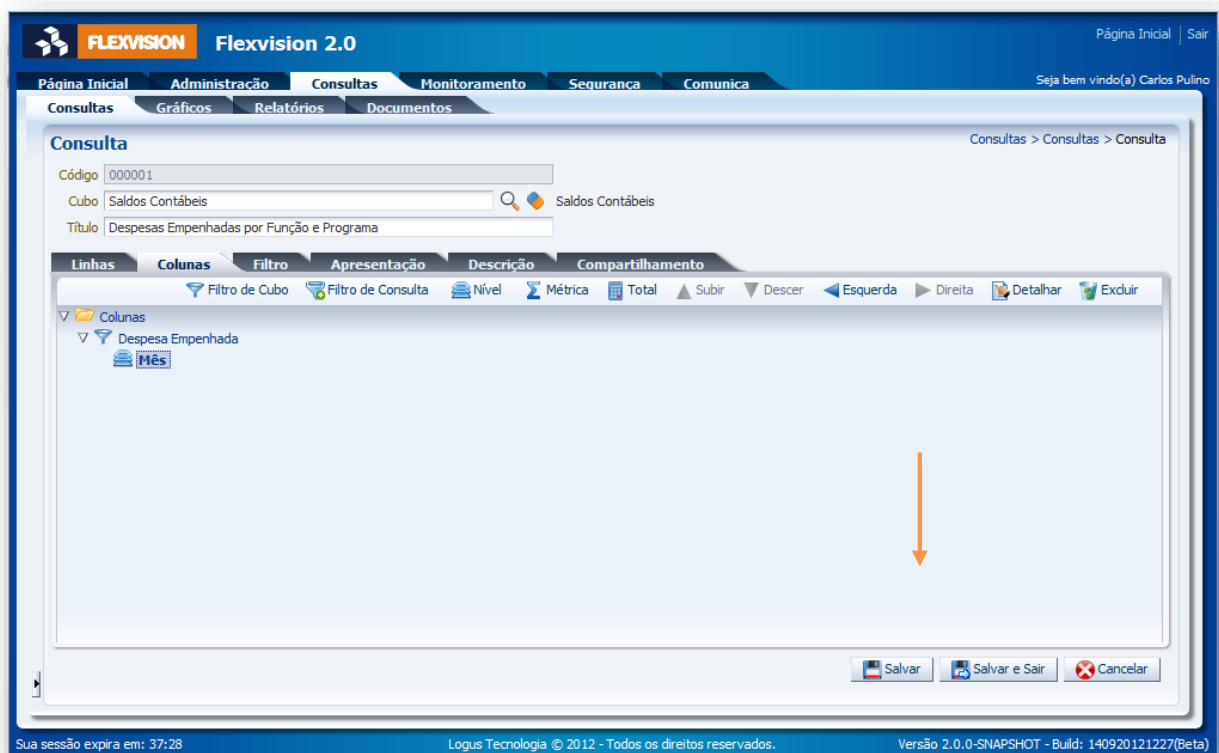 FLEXVISION Flexvision 2.0 Página Inicial Sair
Página Inicial Administração Consultas Monitoramento Segurança Comunica Seja bem vindo(a) Carlos Pulino
Consultas Gráficos Relatórios Documentos
Consulta Consultas > Consultas > Consulta
Código 000001
Cubo Saldos Contábeis Saldos Contábeis
Título Despesas Empenhadas por Função e Programa
Linhas Colunas Filtro Apresentação Descrição Compartilhamento
Filtro de Cubo Filtro de Consulta Nível Métrica Total Subir Descer Esquerda Direita Detalhar Excluir
Colunas
Despesa Empenhada
Mês
Salvar Salvar e Sair Cancelar
Sua sessão expira em: 37:28 Logus Tecnologia © 2012 - Todos os direitos reservados. Versão 2.0.0-SNAPSHOT - Build: 140920121227(Beta)